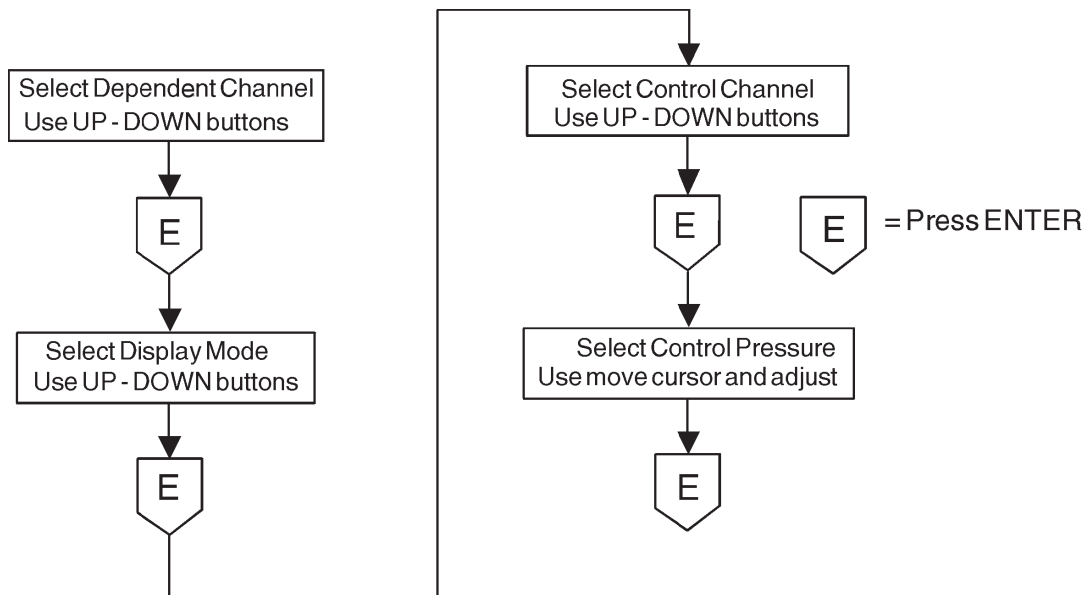 Select Dependent Channel
Use UP - DOWN buttons
E
Select Display Mode
Use UP - DOWN buttons
E
Select Control Channel
Use UP - DOWN buttons
E
E = Press ENTER
Select Control Pressure
Use move cursor and adjust
E